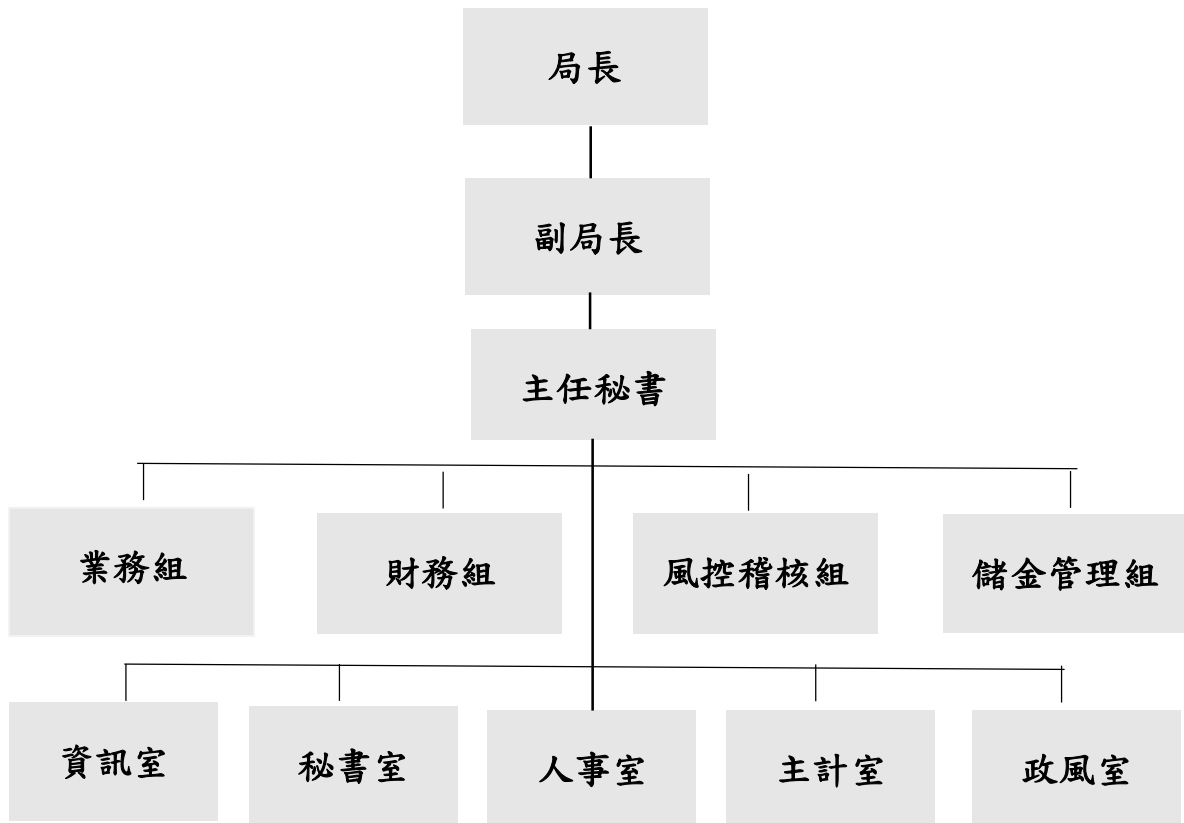 局長
副局長
主任秘書
業務組
財務組
風控稽核組
儲金管理組
資訊室
秘書室
人事室
主計室
政風室